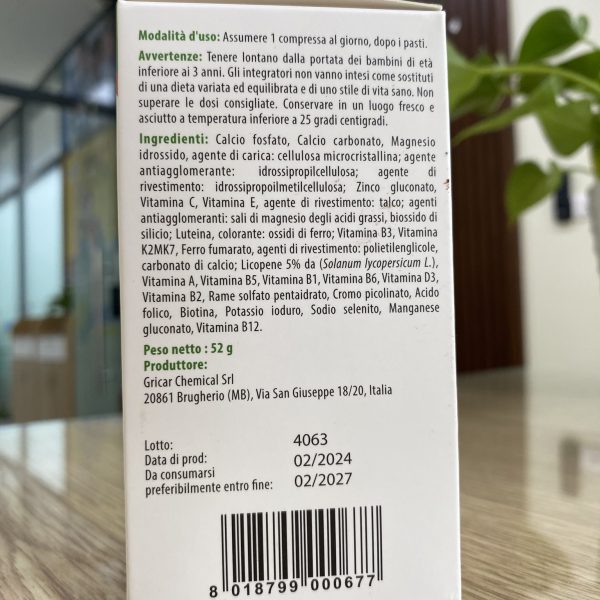 Modalità d'uso: Assumere 1 compressa al giorno, dopo i pasti.
Avvertenze: Tenere lontano dalla portata dei bambini di età
inferiore ai 3 anni. Gli integratori non vanno intesi come sostituti
di una dieta variata ed equilibrata e di uno stile di vita sano. Non
superare le dosi consigliate. Conservare in un luogo fresco e
asciutto a temperatura inferiore a 25 gradi centigradi.
Ingredienti: Calcio fosfato, Calcio carbonato, Magnesio
idrossido, agente di carica: cellulosa microcristallina; agente
antiagglomerante: idrossipropilcellulosa; agente di
rivestimento: idrossipropoilmetilcellulosa; Zinco gluconato,
Vitamina C, Vitamina E, agente di rivestimento: talco; agenti
antiagglomeranti: sali di magnesio degli acidi grassi, biossido di
silicio; Luteina, colorante: ossidi di ferro; Vitamina B3, Vitamina
K2MK7, Ferro fumarato, agenti di rivestimento: polietilenglicole,
carbonato di calcio; Licopene 5% da (Solanum lycopersicum L.),
Vitamina A, Vitamina B5, Vitamina B1, Vitamina B6, Vitamina D3,
Vitamina B2, Rame solfato pentaidrato, Cromo picolinato, Acido
folico, Biotina, Potassio ioduro, Sodio selenito, Manganese
gluconato, Vitamina B12.
Peso netto : 52 g
Produttore:
Gricar Chemical Srl
20861 Brugherio (MB), Via San Giuseppe 18/20, Italia
Lotto: 4063
Data di prod: 02/2024
Da consumarsi
preferibilmente entro fine: 02/2027
8 018799 000677